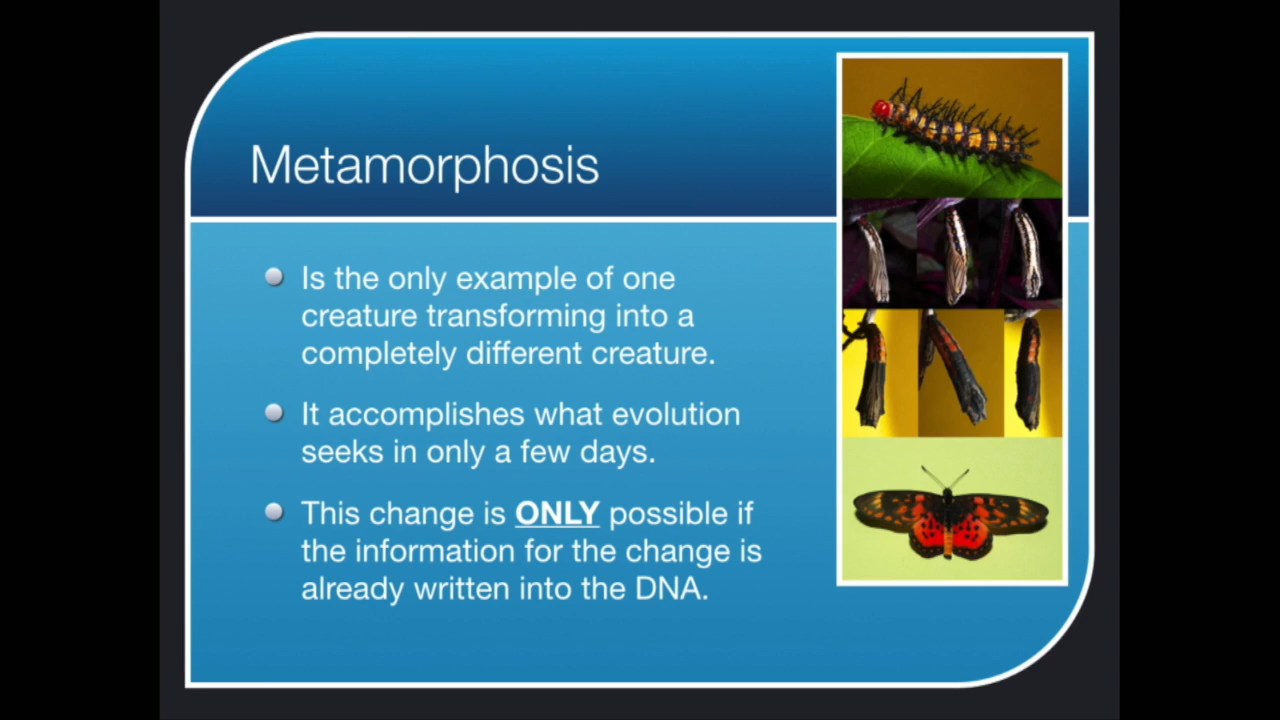 Metamorphosis
Is the only example of one
creature transforming into a
completely different creature.
It accomplishes what evolution
seeks in only a few days.
This change is ONLY possible if
the information for the change is
already written into the DNA.